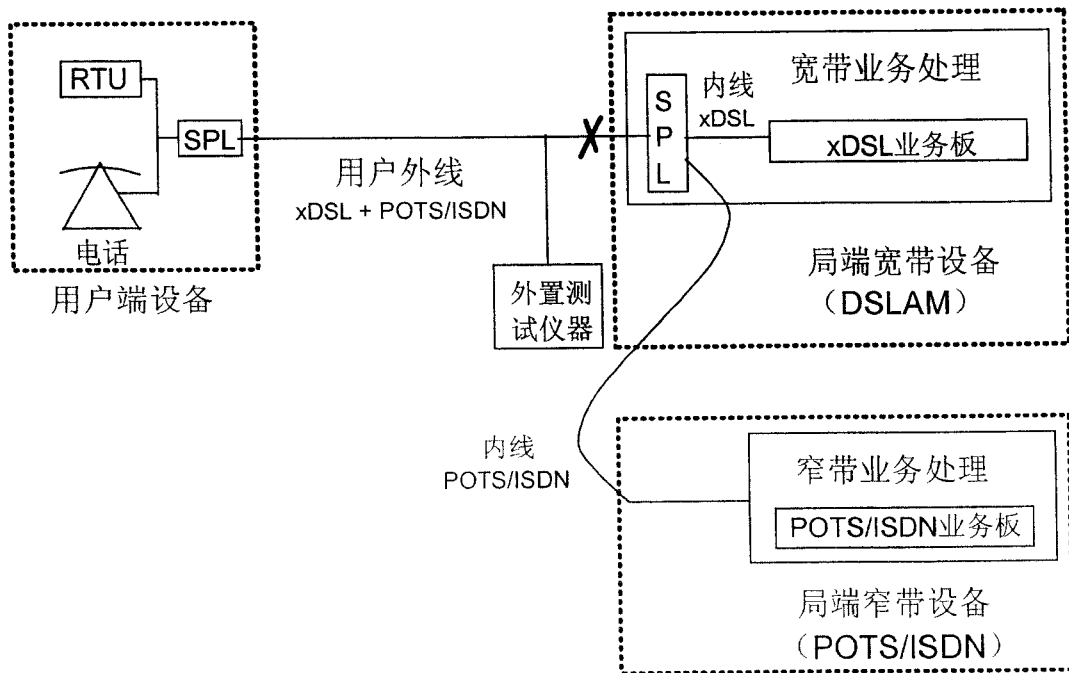 RTU
SPL
电话
用户端设备
用户外线
xDSL + POTS/ISDN
外置测
试仪器
宽带业务处理
S
P
L
内线
xDSL
xDSL业务板
局端宽带设备
（DSLAM）
内线
POTS/ISDN
窄带业务处理
POTS/ISDN业务板
局端窄带设备
（POTS/ISDN）